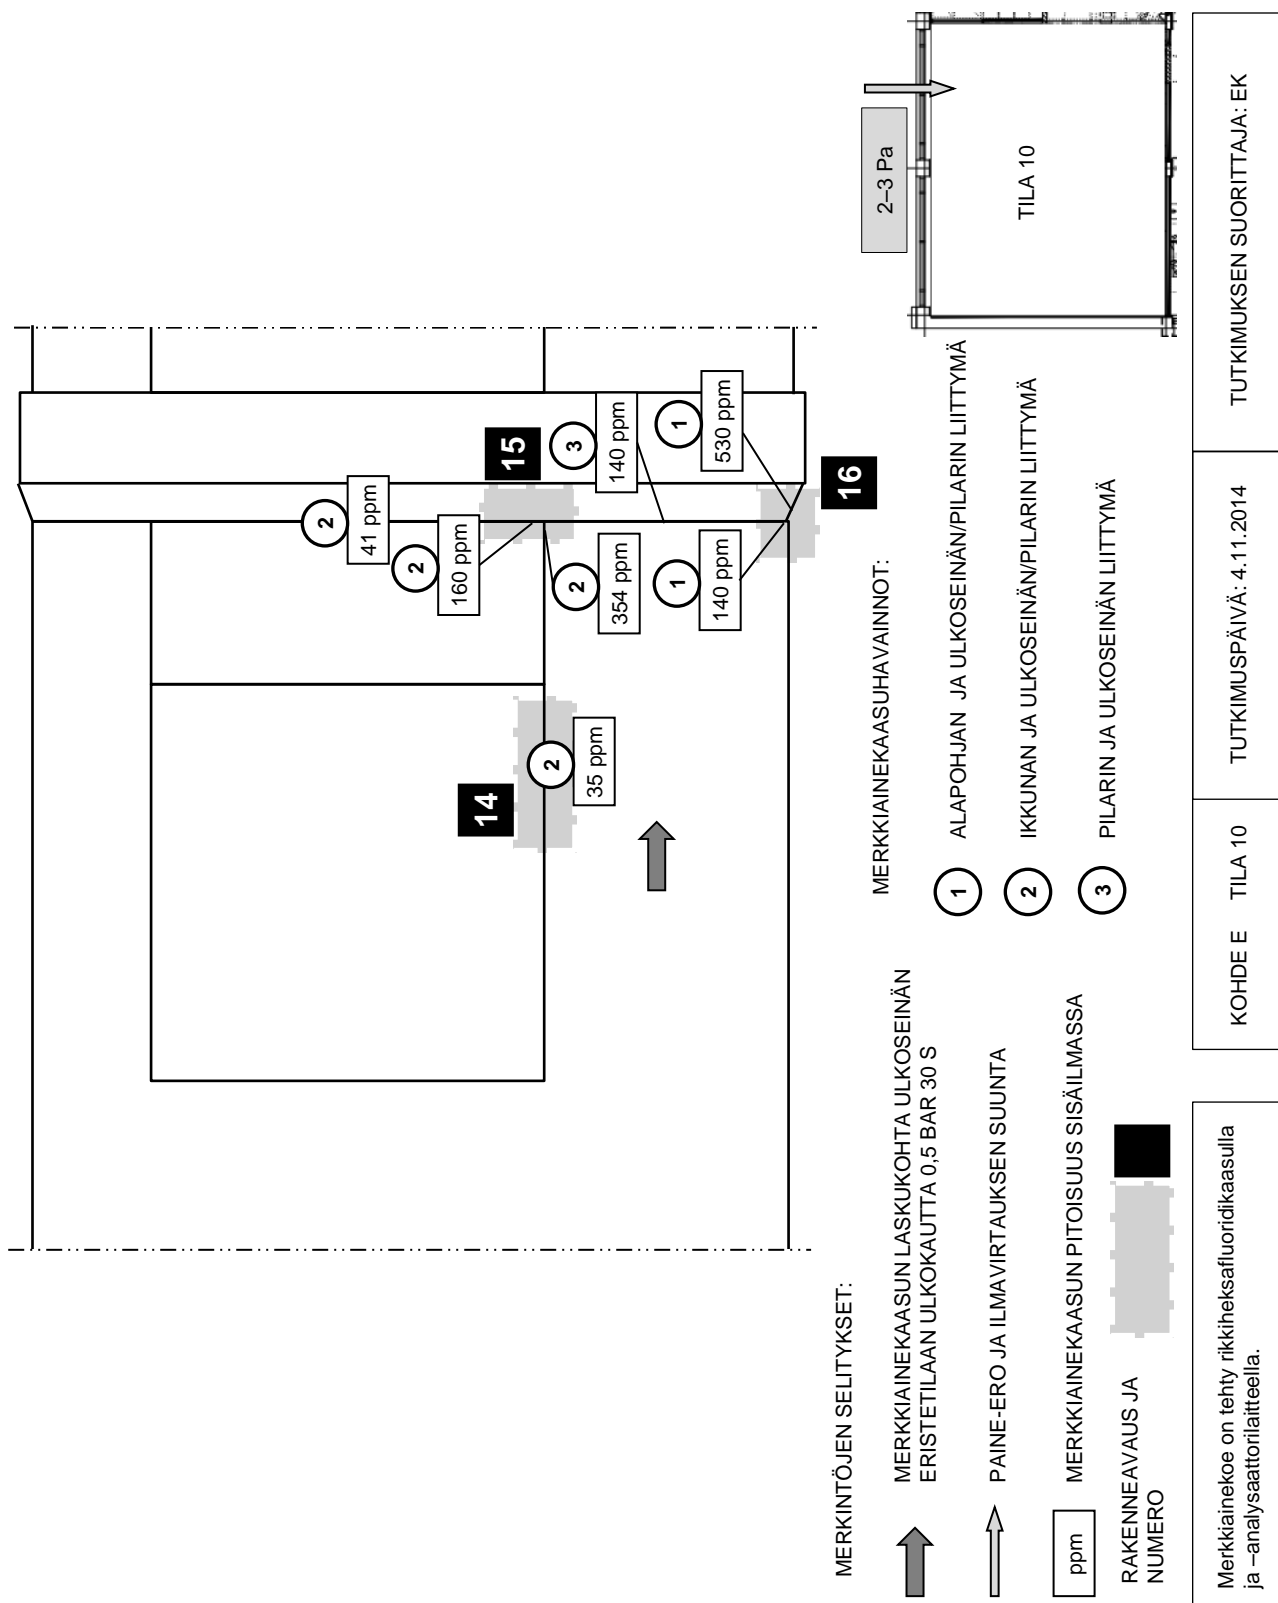 2
41 ppm
2
160 ppm
15
3
140 ppm
1
530 ppm
2
354 ppm
1
140 ppm
16
14
2
35 ppm
2–3 Pa
TILA 10
MERKINTÖJEN SELITYKSET:
MERKKIAINEKAASUN LASKUKOHTA ULKOSEINÄN
ERISTETILAAN ULKOKAUTTA 0,5 BAR 30 S
PAINE-ERO JA ILMAVIRTAUKSEN SUUNTA
ppm
MERKKIAINEKAASUN PITOISUUS SISÄILMASSA
RAKENNEAVAUS JA
NUMERO
MERKKIAINEKAASUHAVAINNOT:
1 ALAPOHJAN JA ULKOSEINÄN/PILARIN LIITTYMÄ
2 IKKUNAN JA ULKOSEINÄN/PILARIN LIITTYMÄ
3 PILARIN JA ULKOSEINÄN LIITTYMÄ
Merkkiainekoe on tehty rikkiheksafluoridikaasulla
ja –analysaattorilaitteella.
KOHDE E TILA 10
TUTKIMUSPÄIVÄ: 4.11.2014
TUTKIMUKSEN SUORITTAJA: EK